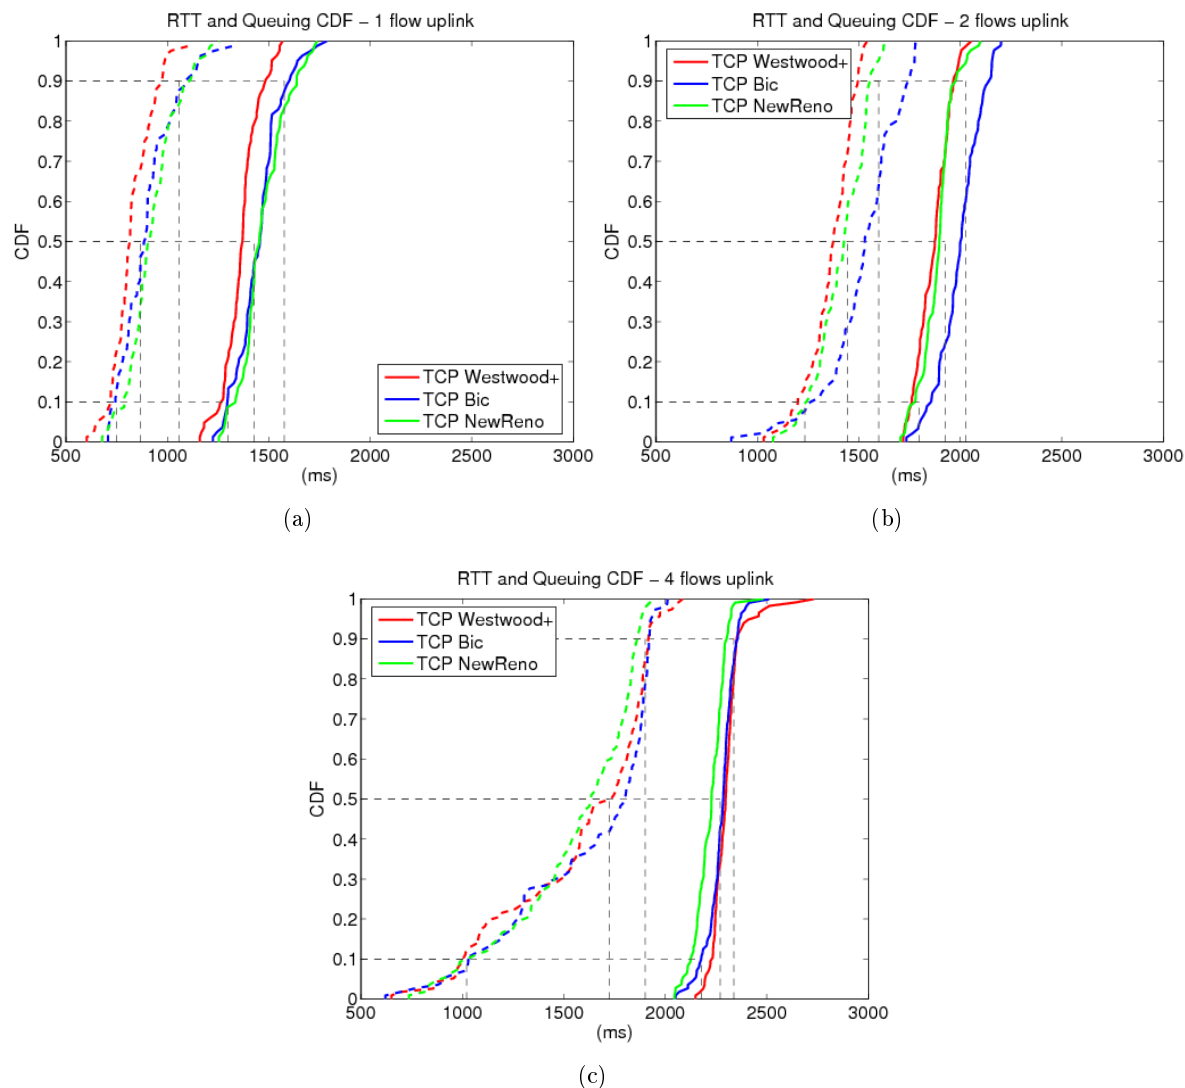 RTT and Queuing CDF – 1 flow uplink
1
0.9
0.8
0.7
0.6
0.5
0.4
0.3
0.2
0.1
0
CDF
TCP Westwood+
TCP Bic
TCP NewReno
500 1000 1500 2000 2500 3000
(ms)
(a)
RTT and Queuing CDF – 2 flows uplink
1
0.9
0.8
0.7
0.6
0.5
0.4
0.3
0.2
0.1
0
CDF
TCP Westwood+
TCP Bic
TCP NewReno
500 1000 1500 2000 2500 3000
(ms)
(b)
RTT and Queuing CDF – 4 flows uplink
1
0.9
0.8
0.7
0.6
0.5
0.4
0.3
0.2
0.1
0
CDF
TCP Westwood+
TCP Bic
TCP NewReno
500 1000 1500 2000 2500 3000
(ms)
(c)